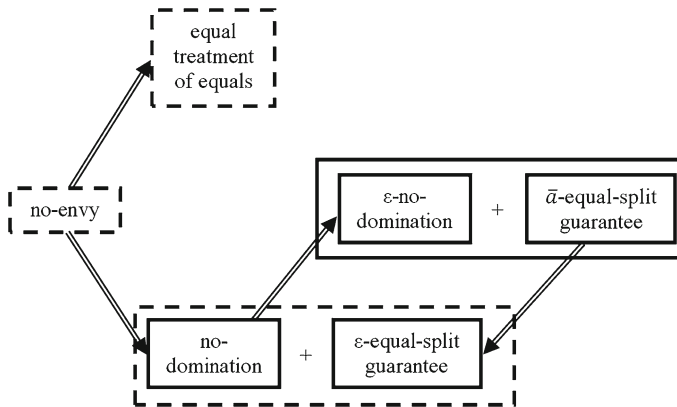 equal
treatment
of equals
no-envy
ε-no-
domination
+
ā-equal-split
guarantee
no-
domination
+
ε-equal-split
guarantee